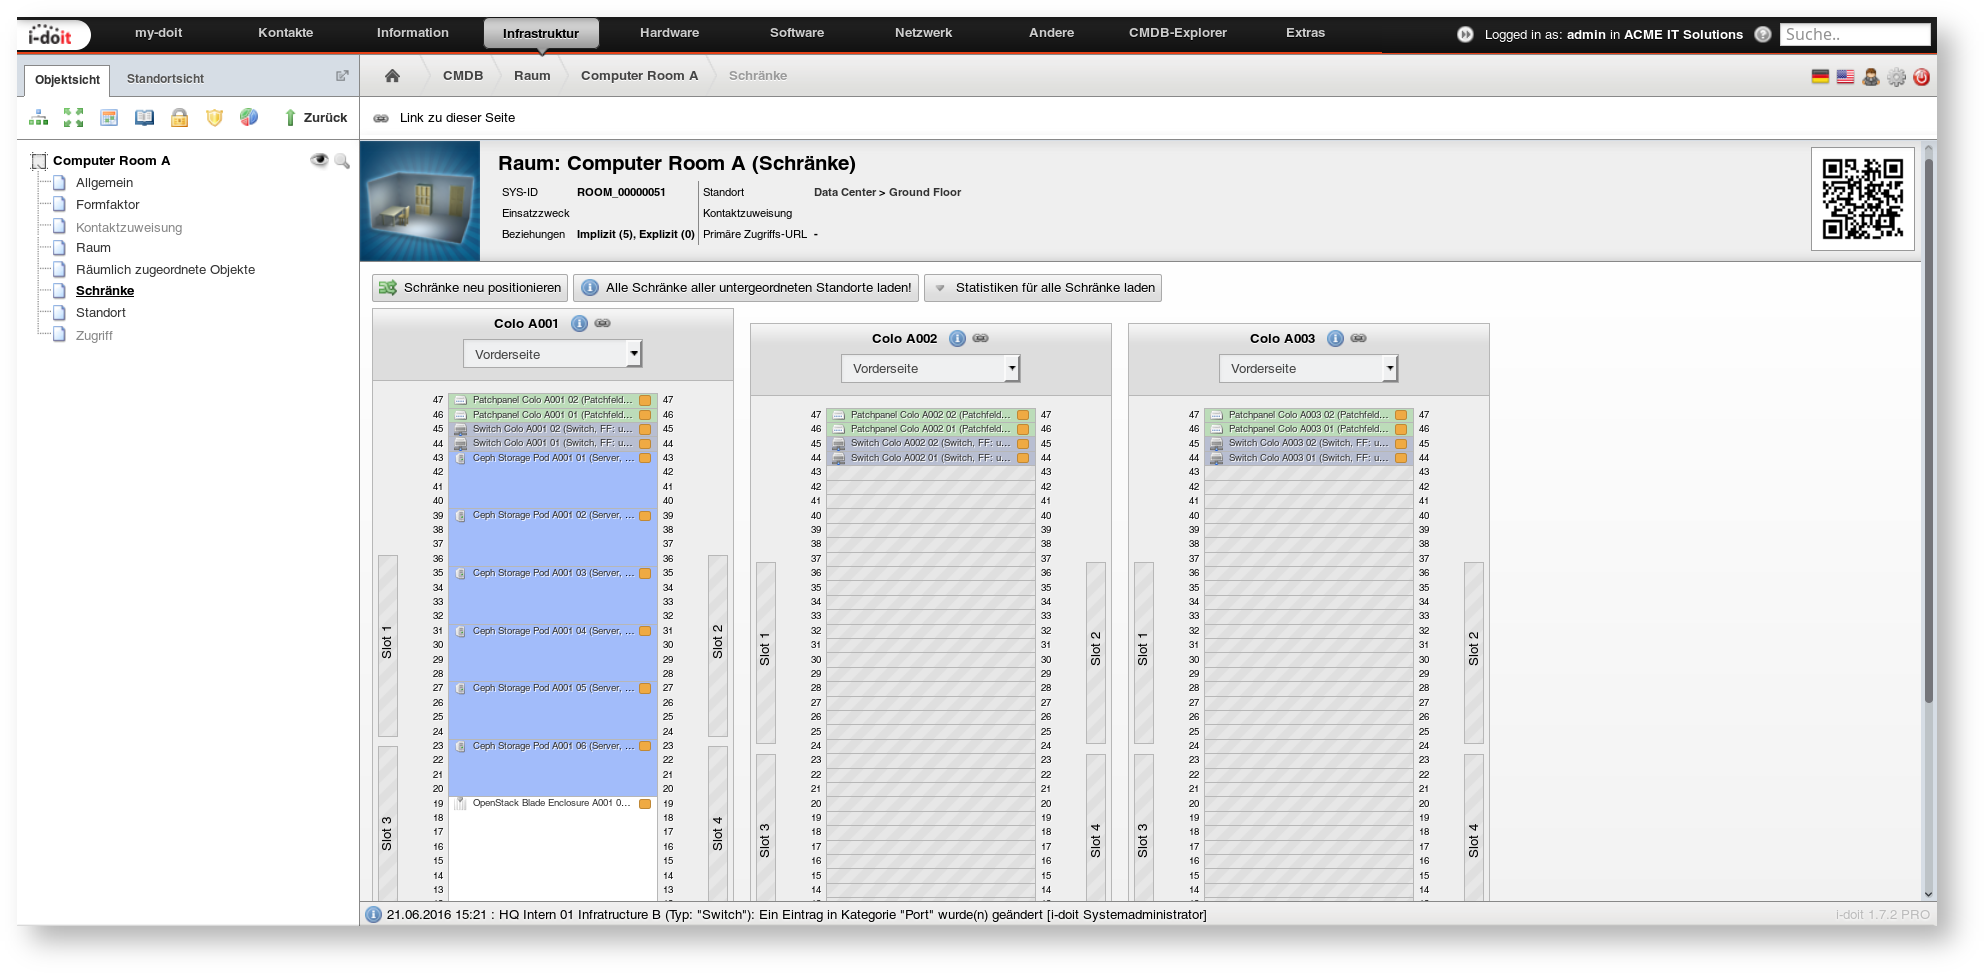 i-doit my-doit Kontakte Information Infrastruktur Hardware Software Netzwerk Andere CMDB-Explorer Extras Logged in as: admin in ACME IT Solutions ? Suche..
Objektsicht Standortsicht
CMDB Raum Computer Room A Schränke
Zurück
Link zu dieser Seite
Computer Room A
Allgemein
Formfaktor
Kontaktzuweisung
Raum
Räumlich zugeordnete Objekte
Schränke
Standort
Zugriff
Raum: Computer Room A (Schränke)
SYS-ID ROOM_00000051 Standort Data Center > Ground Floor
Einsatzzweck Kontaktzuweisung
Beziehungen Implizit (5), Explizit (0) Primäre Zugriffs-URL -
Schränke neu positionieren Alle Schränke aller untergeordneten Standorte laden! Statistiken für alle Schränke laden
Colo A001
Vorderseite
47 Patchpanel Colo A001 02 (Patchfeld... 47
46 Patchpanel Colo A001 01 (Patchfeld... 46
45 Switch Colo A001 02 (Switch, FF: u... 45
44 Switch Colo A001 01 (Switch, FF: u... 44
43 Ceph Storage Pod A001 01 (Server, ... 43
42 42
41 41
40 40
39 Ceph Storage Pod A001 02 (Server, ... 39
38 38
37 37
36 36
35 Ceph Storage Pod A001 03 (Server, ... 35
34 34
33 33
32 32
31 Ceph Storage Pod A001 04 (Server, ... 31
30 30
29 29
28 28
27 Ceph Storage Pod A001 05 (Server, ... 27
26 26
25 25
24 24
23 Ceph Storage Pod A001 06 (Server, ... 23
22 22
21 21
20 20
19 OpenStack Blade Enclosure A001 0... 19
18 18
17 17
16 16
15 15
14 14
13 13
Slot 1
Slot 2
Slot 3
Slot 4
Colo A002
Vorderseite
47 Patchpanel Colo A002 02 (Patchfeld... 47
46 Patchpanel Colo A002 01 (Patchfeld... 46
45 Switch Colo A002 02 (Switch, FF: u... 45
44 Switch Colo A002 01 (Switch, FF: u... 44
43 43
42 42
41 41
40 40
39 39
38 38
37 37
36 36
35 35
34 34
33 33
32 32
31 31
30 30
29 29
28 28
27 27
26 26
25 25
24 24
23 23
22 22
21 21
20 20
19 19
18 18
17 17
16 16
15 15
14 14
Slot 1
Slot 2
Slot 3
Slot 4
Colo A003
Vorderseite
47 Patchpanel Colo A003 02 (Patchfeld... 47
46 Patchpanel Colo A003 01 (Patchfeld... 46
45 Switch Colo A003 02 (Switch, FF: u... 45
44 Switch Colo A003 01 (Switch, FF: u... 44
43 43
42 42
41 41
40 40
39 39
38 38
37 37
36 36
35 35
34 34
33 33
32 32
31 31
30 30
29 29
28 28
27 27
26 26
25 25
24 24
23 23
22 22
21 21
20 20
19 19
18 18
17 17
16 16
15 15
14 14
Slot 1
Slot 2
Slot 3
Slot 4
21.06.2016 15:21 : HQ Intern 01 Infratructure B (Typ: "Switch"): Ein Eintrag in Kategorie "Port" wurde(n) geändert [i-doit Systemadministrator]
i-doit 1.7.2 PRO